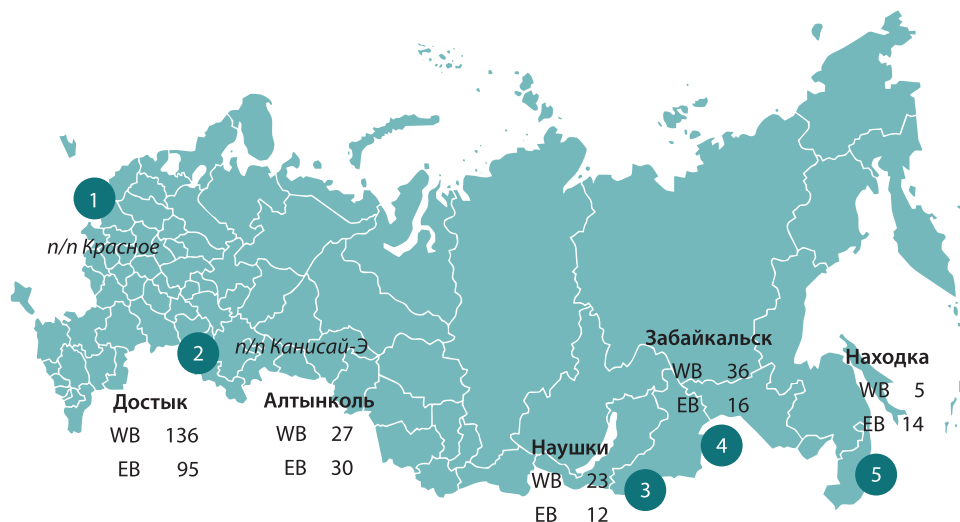 1
п/п Красное
2
п/п Канисай-Э
Достык
WB 136
EB 95
Алтынколь
WB 27
EB 30
Наушки
WB 23
EB 12
3
Забайкальск
WB 36
EB 16
4
Находка
WB 5
EB 14
5